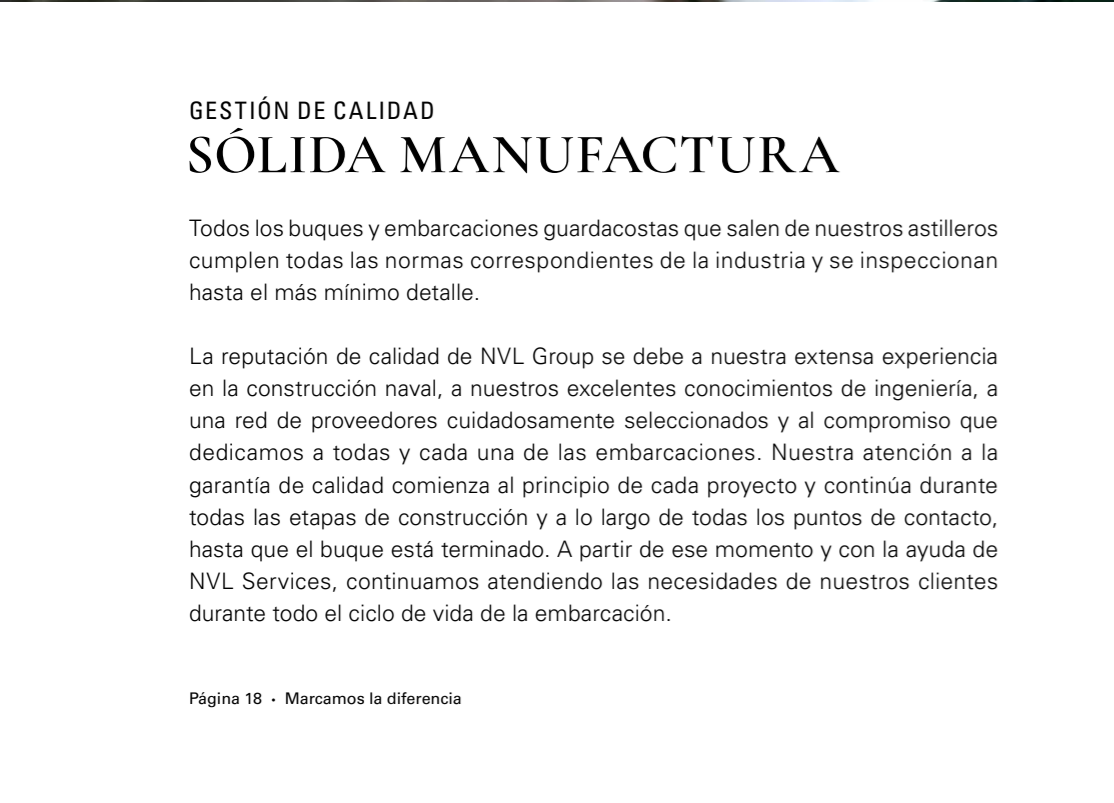 GESTIÓN DE CALIDAD
SÓLIDA MANUFACTURA
Todos los buques y embarcaciones guardacostas que salen de nuestros astilleros
cumplen todas las normas correspondientes de la industria y se inspeccionan
hasta el más mínimo detalle.
La reputación de calidad de NVL Group se debe a nuestra extensa experiencia
en la construcción naval, a nuestros excelentes conocimientos de ingeniería, a
una red de proveedores cuidadosamente seleccionados y al compromiso que
dedicamos a todas y cada una de las embarcaciones. Nuestra atención a la
garantía de calidad comienza al principio de cada proyecto y continúa durante
todas las etapas de construcción y a lo largo de todas los puntos de contacto,
hasta que el buque está terminado. A partir de ese momento y con la ayuda de
NVL Services, continuamos atendiendo las necesidades de nuestros clientes
durante todo el ciclo de vida de la embarcación.
Página 18 • Marcamos la diferencia